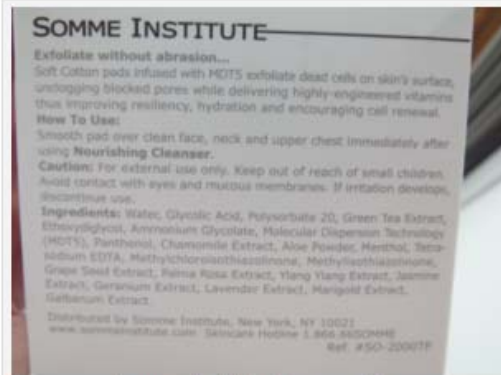 SOMME INSTITUTE
Exfoliate without abrasion...
Soft Cotton pads infused with MDT5 exfoliate dead cells on skin's surface,
unclogging blocked pores while delivering highly-engineered vitamins
thus improving resiliency, hydration and encouraging cell renewal.
How To Use:
Smooth pad over clean face, neck and upper chest immediately after
using Nourishing Cleanser.
Caution: For external use only. Keep out of reach of small children.
Avoid contact with eyes and mucous membranes. If irritation develops,
discontinue use.
Ingredients: Water, Glycolic Acid, Polysorbate 20, Green Tea Extract,
Ethoxydiglycol, Ammonium Glycolate, Molecular Dispersion Technology
(MDT5), Panthenol, Chamomile Extract, Aloe Powder, Menthol, Tetra-
sodium EDTA, Methylchloroisothiazolinone, Methylisothiazolinone,
Grape Seed Extract, Palma Rosa Extract, Ylang Ylang Extract, Jasmine
Extract, Geranium Extract, Lavender Extract, Marigold Extract,
Galbanum Extract.
Distributed by Somme Institute, New York, NY 10021
www.sommeinstitute.com Skincare Hotline 1.866.66SOMME
Ref. #SO-2000TP